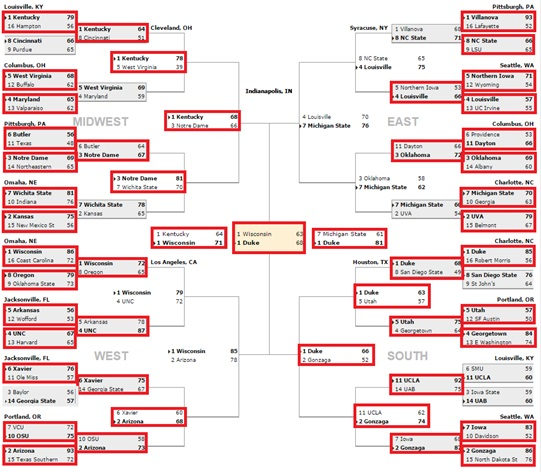 Louisville, KY
1 Kentucky 79
16 Hampton 56
8 Cincinnati 66
9 Purdue 65
Columbus, OH
5 West Virginia 68
12 Buffalo 62
4 Maryland 65
13 Valparaiso 62
Pittsburgh, PA
6 Butler 56
11 Texas 48
3 Notre Dame 69
14 Northeastern 65
Omaha, NE
7 Wichita State 81
10 Indiana 76
2 Kansas 75
15 New Mexico St 56
1 Kentucky 64
8 Cincinnati 51
5 West Virginia 69
4 Maryland 59
6 Butler 64
3 Notre Dame 67
7 Wichita State 78
2 Kansas 65
Cleveland, OH
1 Kentucky 78
5 West Virginia 39
3 Notre Dame 81
7 Wichita State 70
1 Kentucky 68
3 Notre Dame 66
MIDWEST
Indianapolis, IN
Omaha, NE
1 Wisconsin 86
16 Coast Carolina 72
8 Oregon 79
9 Oklahoma State 73
Jacksonville, FL
5 Arkansas 56
12 Wofford 53
4 UNC 67
13 Harvard 65
Jacksonville, FL
6 Xavier 76
11 Ole Miss 57
3 Baylor 56
14 Georgia State 57
Portland, OR
7 VCU 72
10 OSU 75
2 Arizona 93
15 Texas Southern 72
1 Wisconsin 72
8 Oregon 65
5 Arkansas 78
4 UNC 87
6 Xavier 75
14 Georgia State 67
10 OSU 58
2 Arizona 73
Los Angeles, CA
1 Wisconsin 79
4 UNC 72
6 Xavier 60
2 Arizona 68
1 Wisconsin 85
2 Arizona 78
WEST
1 Kentucky 64
1 Wisconsin 71
1 Wisconsin 63
1 Duke 68
7 Michigan State 61
1 Duke 81
Syracuse, NY
1 Villanova 68
8 NC State 71
5 Northern Iowa 53
4 Louisville 66
11 Dayton 66
3 Oklahoma 72
7 Michigan State 60
2 UVA 54
8 NC State 65
4 Louisville 75
3 Oklahoma 58
7 Michigan State 62
4 Louisville 70
7 Michigan State 76
EAST
Pittsburgh, PA
1 Villanova 93
16 Lafayette 52
8 NC State 66
9 LSU 65
Seattle, WA
5 Northern Iowa 71
12 Wyoming 54
4 Louisville 57
13 UC Irvine 55
Columbus, OH
6 Providence 53
11 Dayton 66
3 Oklahoma 69
14 Albany 60
Charlotte, NC
7 Michigan State 70
10 Georgia 63
2 UVA 79
15 Belmont 67
Houston, TX
1 Duke 68
8 San Diego State 49
5 Utah 75
4 Georgetown 64
11 UCLA 92
14 UAB 75
7 Iowa 68
2 Gonzaga 87
1 Duke 63
5 Utah 57
11 UCLA 62
2 Gonzaga 74
1 Duke 66
2 Gonzaga 52
SOUTH
Charlotte, NC
1 Duke 85
16 Robert Morris 56
8 San Diego State 76
9 St John's 64
Portland, OR
5 Utah 57
12 SF Austin 50
4 Georgetown 84
13 E Washington 74
Louisville, KY
6 SMU 59
11 UCLA 60
3 Iowa State 59
14 UAB 60
Seattle, WA
7 Iowa 83
10 Davidson 52
2 Gonzaga 86
15 North Dakota St 76